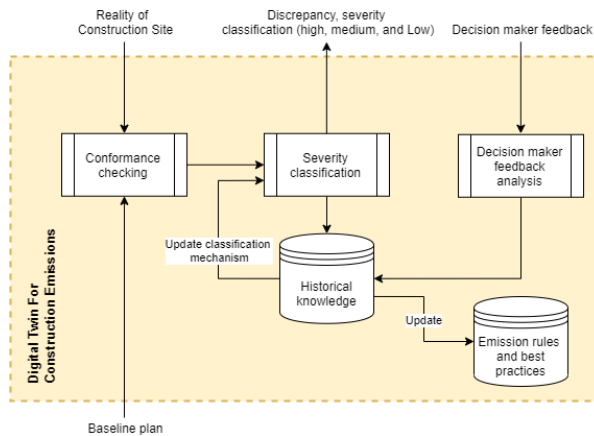 Reality of
Construction Site
Discrepancy, severity
classification (high, medium, and Low)
Decision maker feedback
Conformance
checking
Severity
classification
Decision maker
feedback
analysis
Update classification
mechanism
Historical
knowledge
Update
Emission rules
and best
practices
Digital Twin For
Construction Emissions
Baseline plan